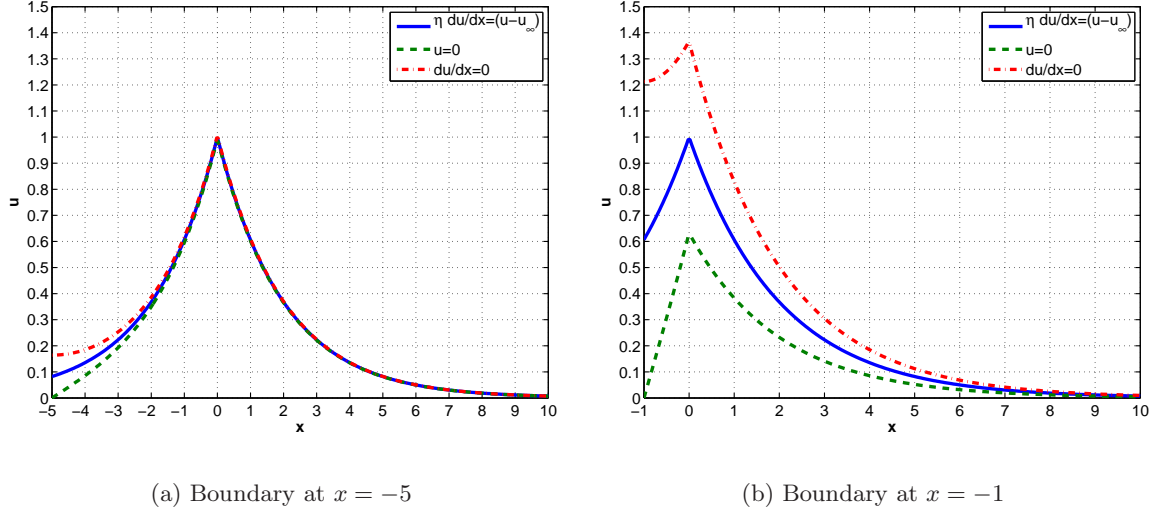 1.5
1.4
1.3
1.2
1.1
1
0.9
0.8
0.7
0.6
0.5
0.4
0.3
0.2
0.1
0
u
−5 −4 −3 −2 −1 0 1 2 3 4 5 6 7 8 9 10
x
η du/dx=(u−u∞)
u=0
du/dx=0
(a) Boundary at x = −5
1.5
1.4
1.3
1.2
1.1
1
0.9
0.8
0.7
0.6
0.5
0.4
0.3
0.2
0.1
0
u
−1 0 1 2 3 4 5 6 7 8 9 10
x
η du/dx=(u−u∞)
u=0
du/dx=0
(b) Boundary at x = −1